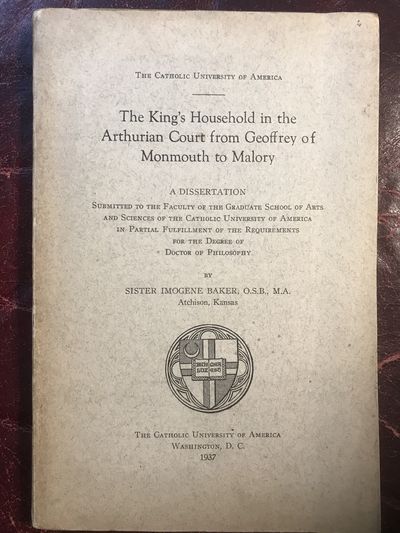 The Catholic University of America
The King's Household in the
Arthurian Court from Geoffrey of
Monmouth to Malory
A DISSERTATION
Submitted to the Faculty of the Graduate School of Arts
and Sciences of the Catholic University of America
in Partial Fulfillment of the Requirements
for the Degree of
Doctor of Philosophy
BY
SISTER IMOGENE BAKER, O.S.B., M.A.
Atchison, Kansas
The Catholic University of America
Washington, D. C.
1937